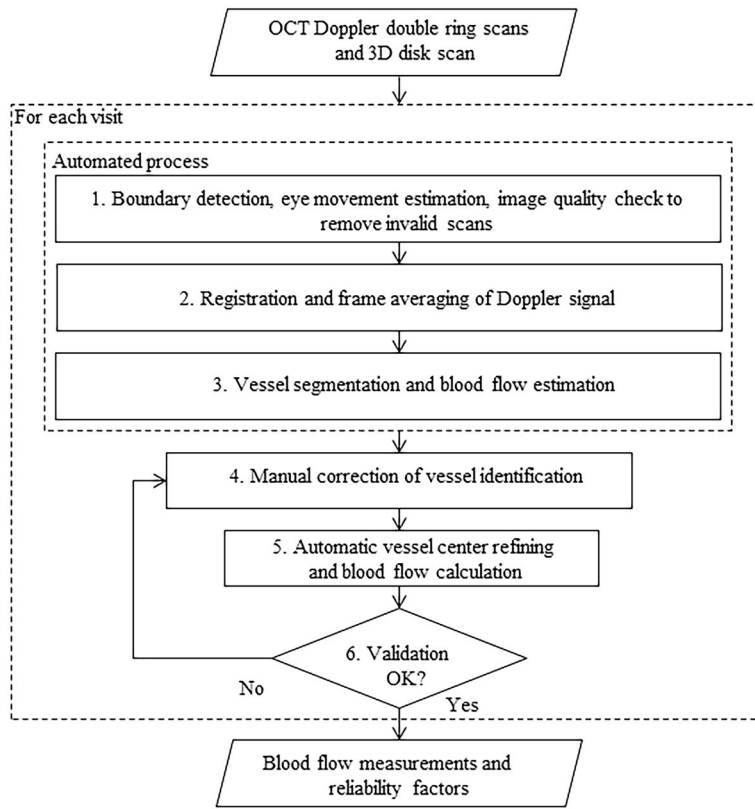 OCT Doppler double ring scans
and 3D disk scan
For each visit
Automated process
1. Boundary detection, eye movement estimation, image quality check to
remove invalid scans
2. Registration and frame averaging of Doppler signal
3. Vessel segmentation and blood flow estimation
4. Manual correction of vessel identification
5. Automatic vessel center refining
and blood flow calculation
6. Validation
OK?
No
Yes
Blood flow measurements and
reliability factors